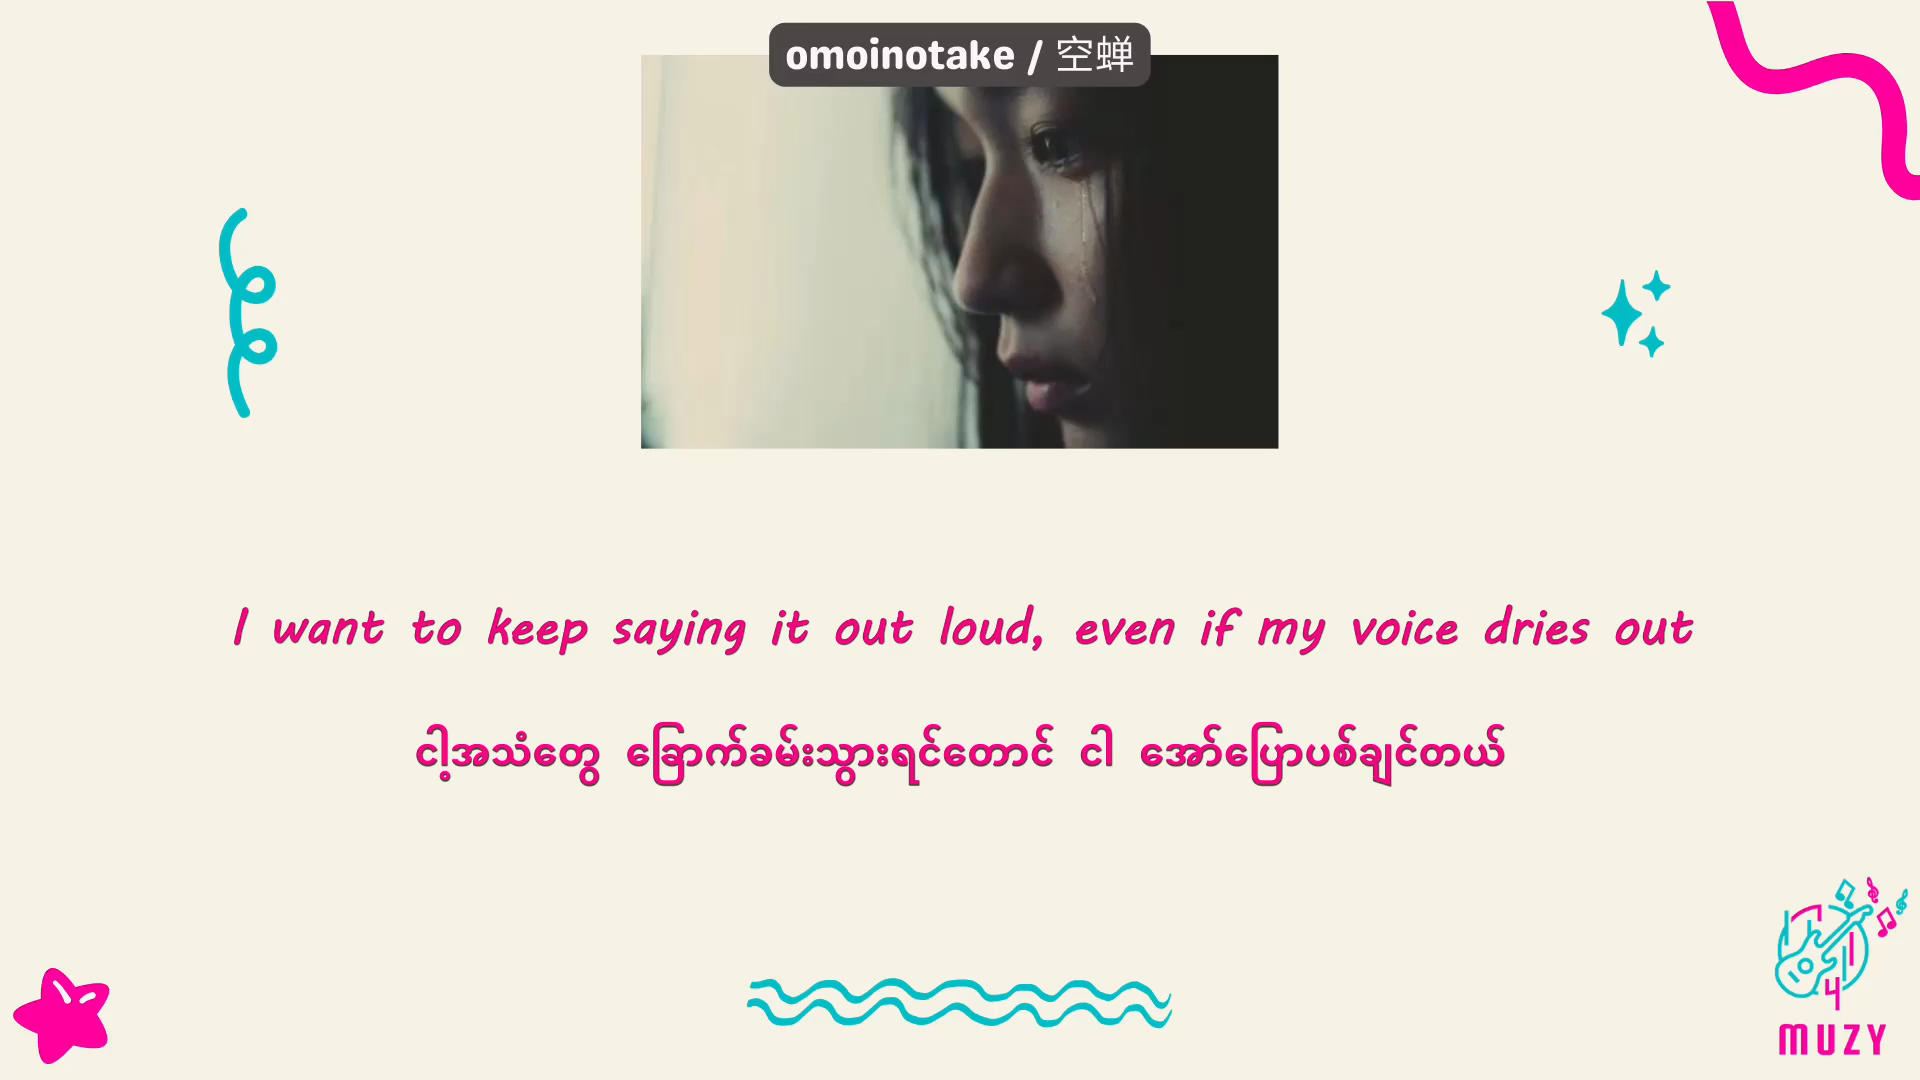 omoinotake / 空蝉
I want to keep saying it out loud, even if my voice dries out
ငါ့အသံတွေ ခြောက်ခမ်းသွားရင်တောင် ငါ အော်ပြောပစ်ချင်တယ်
4
MUZY